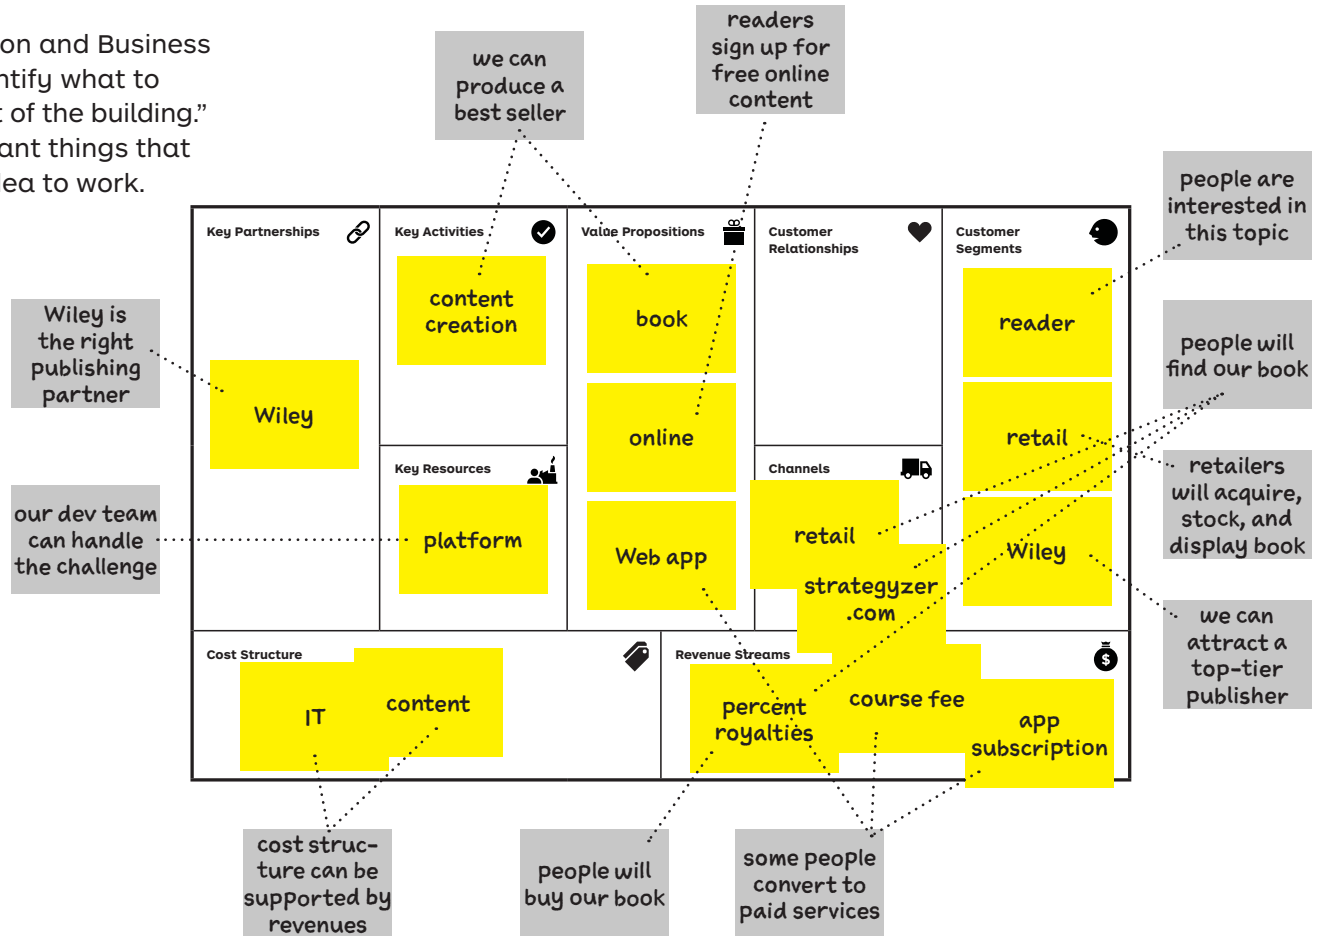 on and Business
ntify what to
t of the building.”
ant things that
dea to work.
we can
produce a
best seller
readers
sign up for
free online
content
people are
interested in
this topic
Key Partnerships
Key Activities
Value Propositions
Customer
Relationships
Customer
Segments
content
creation
book
reader
Wiley is
the right
publishing
partner
people will
find our book
Wiley
online
retail
Key Resources
Channels
retailers
will acquire,
stock, and
display book
our dev team
can handle
the challenge
platform
Web app
retail
strategyzer
.com
Wiley
we can
attract a
top-tier
publisher
Cost Structure
Revenue Streams
IT
content
percent
royalties
course fee
app
subscription
$
cost struc-
ture can be
supported by
revenues
people will
buy our book
some people
convert to
paid services